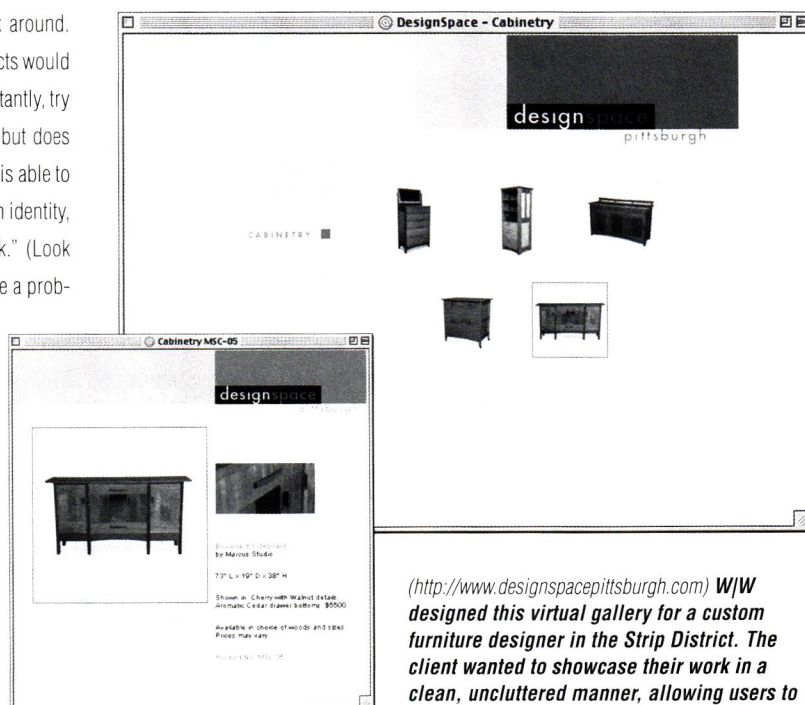 around.
cts would
tantly, try
but does
is able to
n identity,
k." (Look
e a prob-
DesignSpace - Cabinetry
designspace
pittsburgh
CABINETRY
Cabinetry MSC-05
designspace
pittsburgh
by Marcus Studio
73" L x 19" D x 38" H
Shown in Cherry with Walnut details.
Aromatic Cedar drawer bottoms $5500
Available in choice of woods and sizes
Prices may vary
(http://www.designspacepittsburgh.com) W|W
designed this virtual gallery for a custom
furniture designer in the Strip District. The
client wanted to showcase their work in a
clean, uncluttered manner, allowing users to